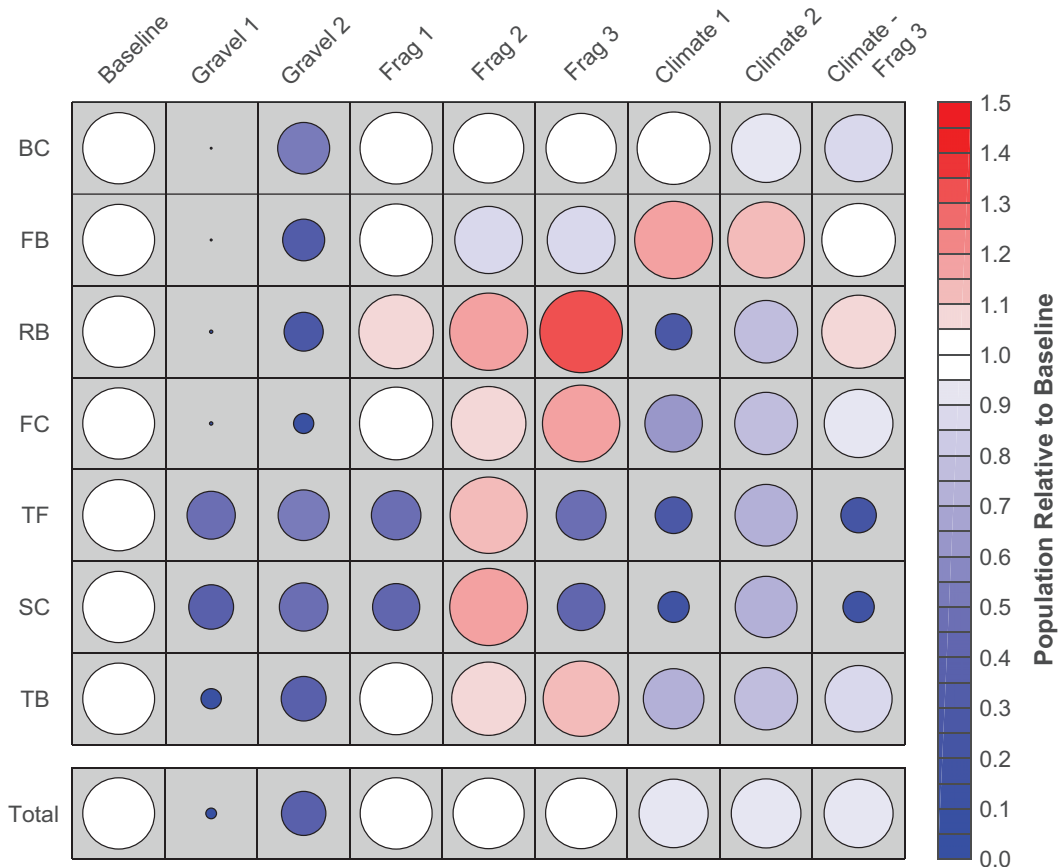 Baseline
Gravel 1
Gravel 2
Frag 1
Frag 2
Frag 3
Climate 1
Climate 2
Climate -
Frag 3
BC
FB
RB
FC
TF
SC
TB
Total
1.5
1.4
1.3
1.2
1.1
1.0
0.9
0.8
0.7
0.6
0.5
0.4
0.3
0.2
0.1
0.0
Population Relative to Baseline